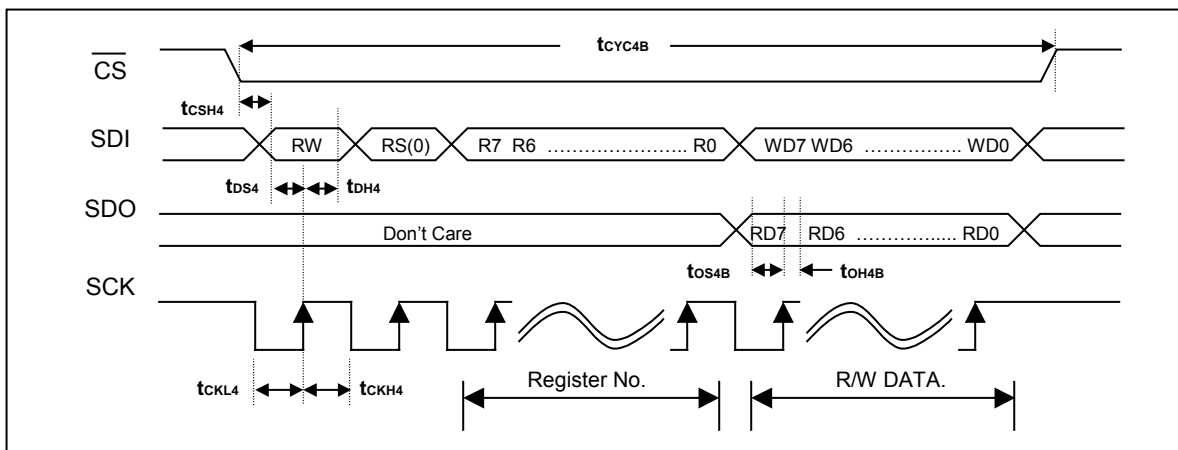 tCYC4B
CS
tCSH4
SDI
RW RS(0) R7 R6 ........................ R0 WD7 WD6 ................. WD0
tDS4 tDH4
SDO
Don't Care RD7 RD6 ................. RD0
tOS4B tOH4B
SCK
tCKL4 tCKH4
Register No. R/W DATA.